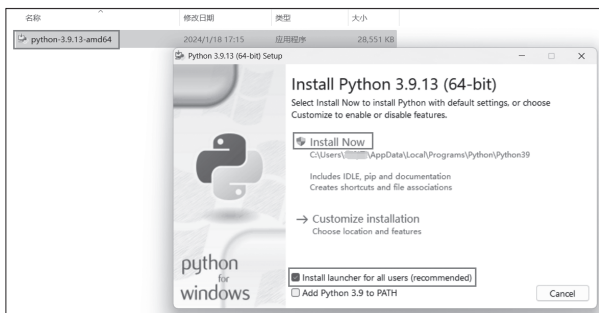 名称 修改日期 类型 大小
python-3.9.13-amd64 2024/1/18 17:15 应用程序 28,551 KB
Python 3.9.13 (64-bit) Setup
Install Python 3.9.13 (64-bit)
Select Install Now to install Python with default settings, or choose
Customize to enable or disable features.
Install Now
C:\Users\ \AppData\Local\Programs\Python\Python39
Includes IDLE, pip and documentation
Creates shortcuts and file associations
Customize installation
Choose location and features
Install launcher for all users (recommended)
Add Python 3.9 to PATH
Cancel
python
for
windows